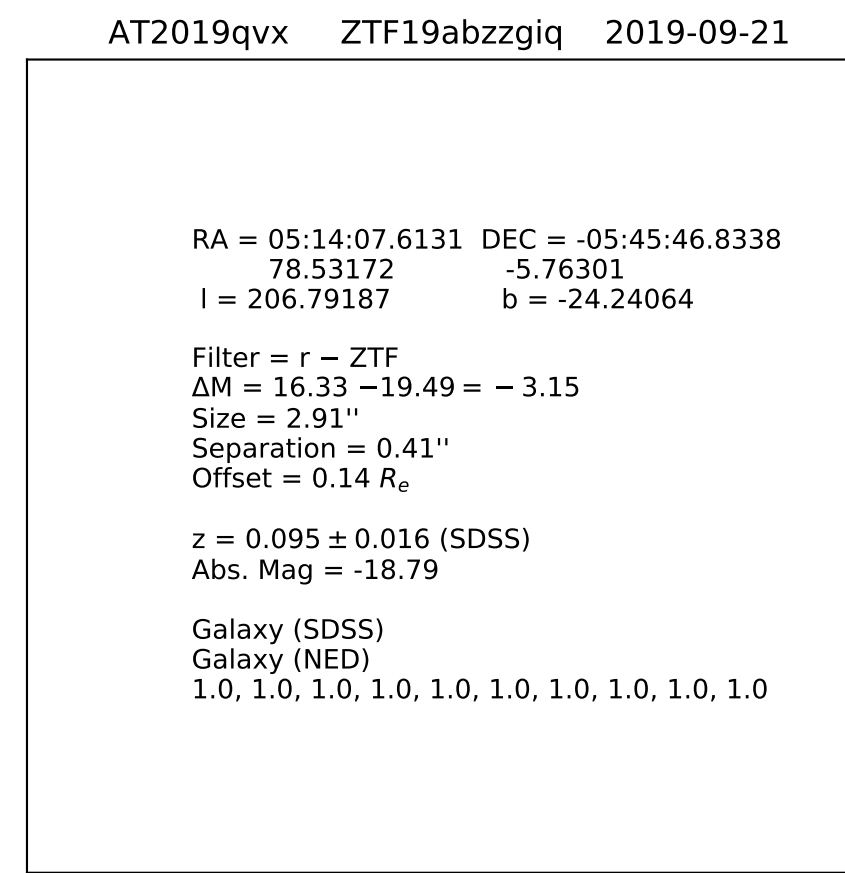 AT2019qvx ZTF19abzzgiq 2019-09-21
RA = 05:14:07.6131 DEC = -05:45:46.8338
78.53172 -5.76301
l = 206.79187 b = -24.24064
Filter = r − ZTF
ΔM = 16.33 −19.49 = − 3.15
Size = 2.91''
Separation = 0.41''
Offset = 0.14 Rₑ
z = 0.095 ± 0.016 (SDSS)
Abs. Mag = -18.79
Galaxy (SDSS)
Galaxy (NED)
1.0, 1.0, 1.0, 1.0, 1.0, 1.0, 1.0, 1.0, 1.0, 1.0